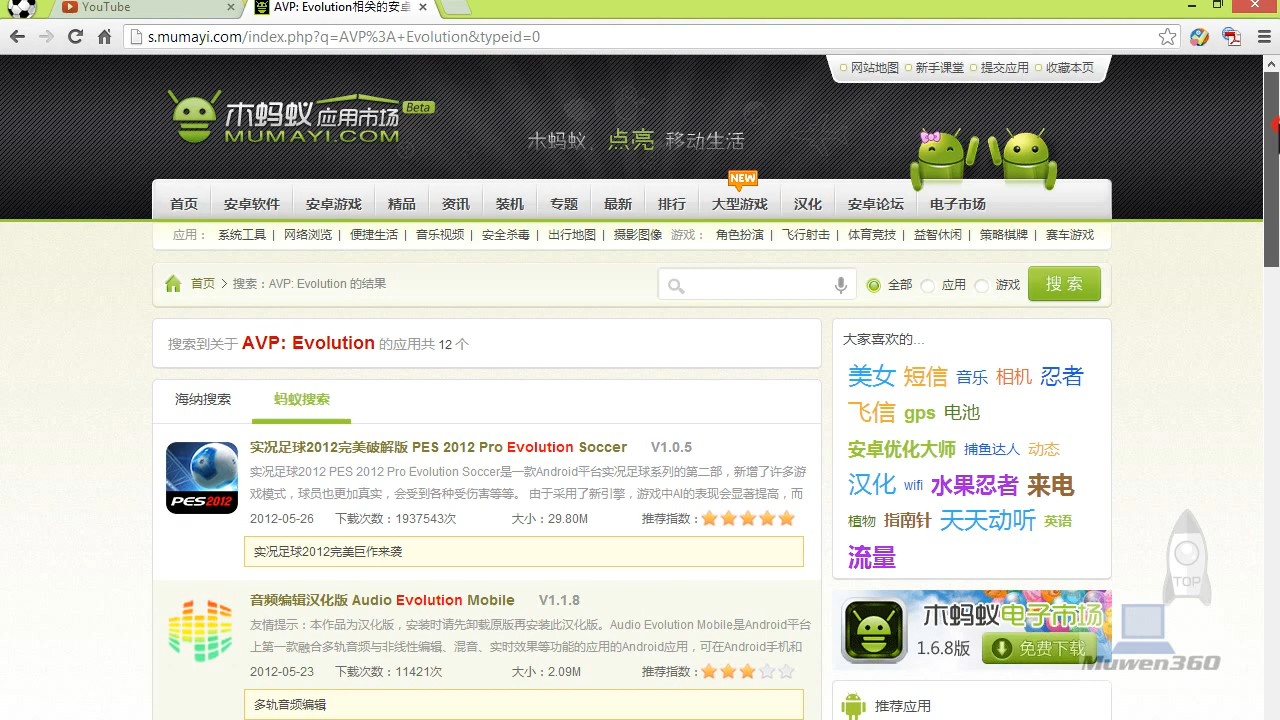 YouTube
AVP: Evolution相关的安卓
s.mumayi.com/index.php?q=AVP%3A+Evolution&typeid=0
网站地图 新手课堂 提交应用 收藏本页
木蚂蚁 应用市场 Beta
MUMAYI.COM
木蚂蚁，点亮 移动生活
NEW
首页 安卓软件 安卓游戏 精品 资讯 装机 专题 最新 排行 大型游戏 汉化 安卓论坛 电子市场
应用： 系统工具 | 网络浏览 | 便捷生活 | 音乐视频 | 安全杀毒 | 出行地图 | 摄影图像 游戏： 角色扮演 | 飞行射击 | 体育竞技 | 益智休闲 | 策略棋牌 | 赛车游戏
首页 > 搜索：AVP: Evolution 的结果
全部 应用 游戏 搜 索
搜索到关于 AVP: Evolution 的应用共 12 个
海纳搜索 蚂蚁搜索
实况足球2012完美破解版 PES 2012 Pro Evolution Soccer V1.0.5
实况足球2012 PES 2012 Pro Evolution Soccer是一款Android平台实况足球系列的第二部，新增了许多游
戏模式，球员也更加真实，会受到各种受伤害等等。由于采用了新引擎，游戏中AI的表现会显著提高，而
2012-05-25 下载次数：1937543次 大小：29.80M 推荐指数：
PES2012
实况足球2012完美巨作来袭
音频编辑汉化版 Audio Evolution Mobile V1.1.8
友情提示：本产品为汉化版，安装时请先卸载原版再安装此汉化版。Audio Evolution Mobile是Android平台
上第一款融合多音轨音频编辑、混音、实时效果等功能的应用的Android应用，可在Android手机和
2012-05-23 下载次数：11421次 大小：2.09M 推荐指数：
多轨音频编辑
大家喜欢的...
美女 短信 音乐 相机 忍者
飞信 gps 电池
安卓优化大师 捕鱼达人 动态
汉化 wifi 水果忍者 来电
植物 指南针 天天动听 英语
流量
TOP
木蚂蚁电子市场
1.6.8版 免费下载
Muwen360
推荐应用